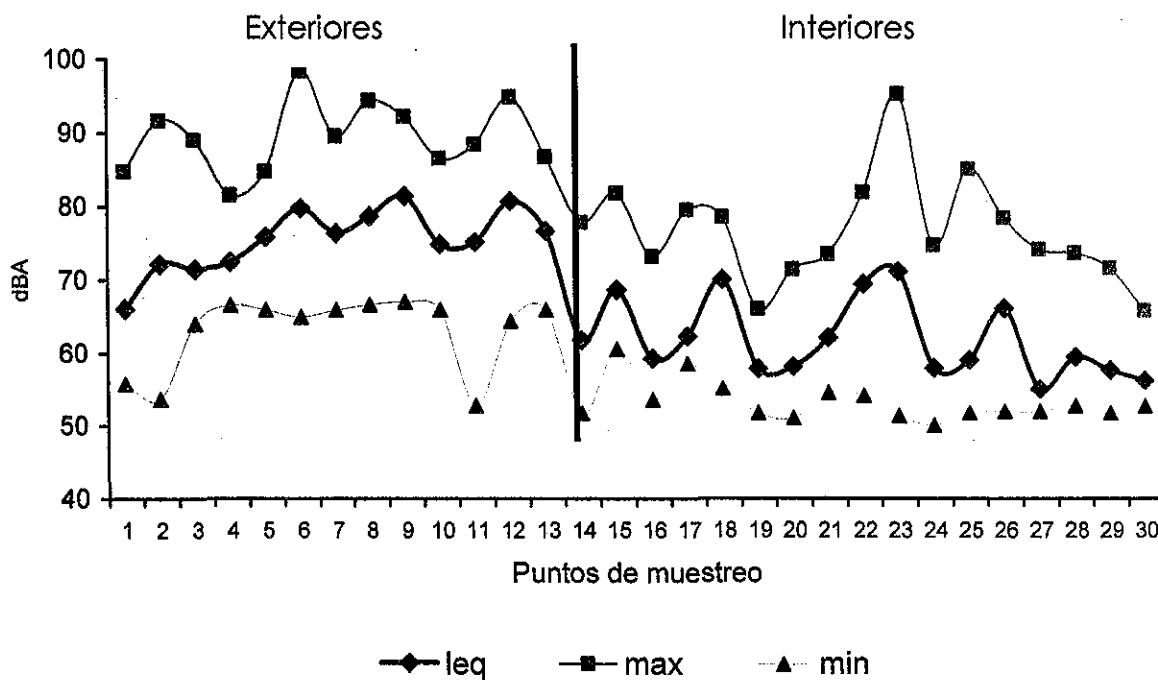 Exteriores Interiores
100
90
80
70
60
50
40
dBA
1 2 3 4 5 6 7 8 9 10 11 12 13 14 15 16 17 18 19 20 21 22 23 24 25 26 27 28 29 30
Puntos de muestreo
leq max min